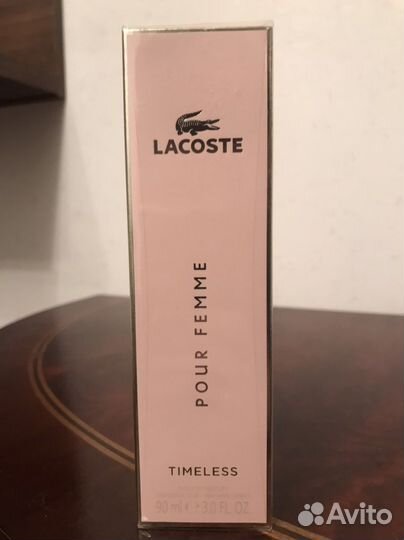 LACOSTE
POUR FEMME
TIMELESS
90 ml ℮ 3.0 FL. OZ.
Avito